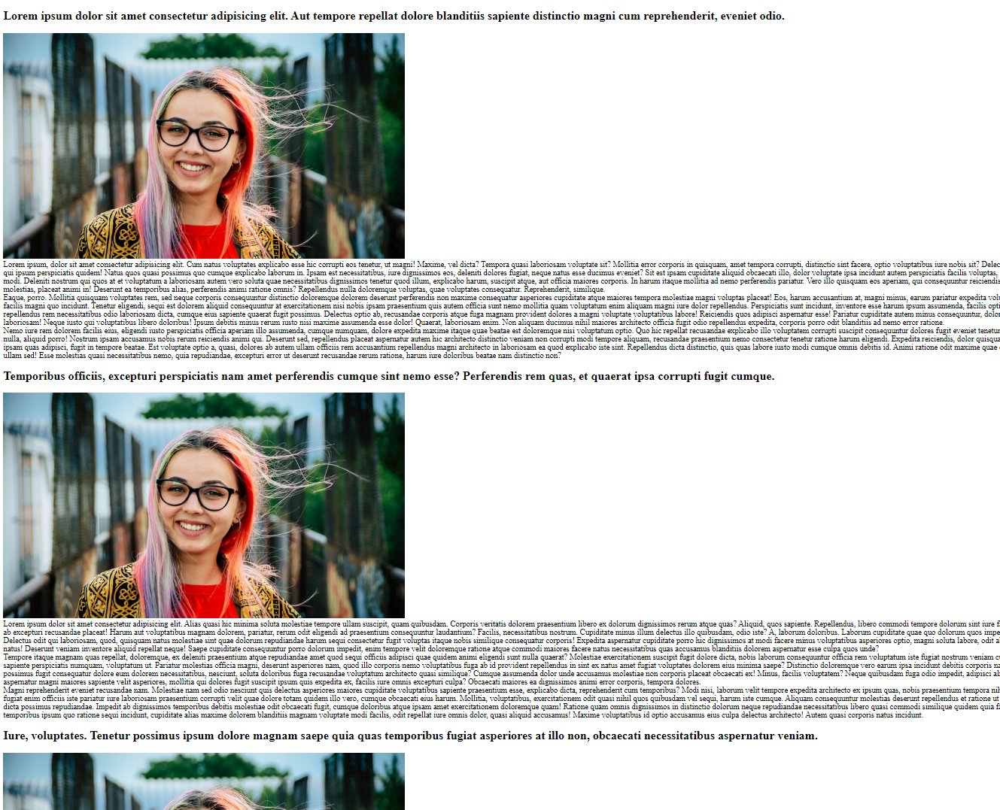 Lorem ipsum dolor sit amet consectetur adipisicing elit. Aut tempore repellat dolore blanditiis sapiente distinctio magni cum reprehenderit, eveniet odio.
Lorem ipsum, dolor sit amet consectetur adipisicing elit. Cum natus voluptates explicabo esse hic corrupti eos tenetur, ut magni! Maxime, vel dicta? Tempora quasi laboriosam voluptate sit? Mollitia error corporis in quisquam, amet tempora corrupti, distinctio sint facere, optio voluptatibus iure nobis sit? Delec
qui ipsum perspiciatis quidem! Natus quos quasi possimus quo cumque explicabo laborum in. Ipsam est necessitatibus, iure dignissimos eos, deleniti dolores fugiat, neque natus esse ducimus eveniet? Sit est ipsam cupiditate aliquid obcaecati illo, dolor voluptate ipsa incidunt autem perspiciatis facilis voluptas,
modi. Deleniti nostrum qui quos at et voluptatum a laboriosam autem vero soluta quae necessitatibus dignissimos tenetur quod illum, explicabo harum, suscipit atque, aut officia maiores corporis. In harum itaque mollitia ad nemo perferendis pariatur. Vero illo quisquam eos aperiam, qui consequuntur reiciendis
molestias, placeat animi in! Deserunt ea temporibus alias, perferendis animi ratione omnis? Repellendus nulla doloremque voluptas, quae voluptates consequatur. Reprehenderit, similique.
Eaque, porro. Mollitia quisquam voluptates rem, sed neque corporis consequuntur distinctio doloremque dolorem deserunt perferendis non maxime consequatur asperiores cupiditate atque maiores tempora molestiae magni voluptas placeat! Eos, harum accusantium at, magni minus, earum pariatur expedita vol
facilis magni quo incidunt. Tenetur eligendi, sequi est dolorem aliquid consequuntur at exercitationem nisi nobis ipsam praesentium quis autem officia sunt nemo mollitia quam voluptatum enim aliquam magni iure dolor repellendus. Perspiciatis sunt incidunt, inventore esse harum ipsum assumenda, facilis opti
repellendus rem necessitatibus odio laboriosam dicta, cumque eius sapiente quaerat fugit possimus. Delectus optio ab, recusandae corporis atque fuga magnam provident dolores a magni voluptate voluptatibus labore! Reiciendis quos adipisci aspernatur esse! Pariatur cupiditate autem minus consequuntur, dolor
laboriosam! Neque iusto qui voluptatibus libero doloribus! Ipsum debitis minus rerum iusto nisi maxime assumenda esse dolor! Quaerat, laboriosam enim. Non aliquam ducimus nihil maiores architecto officia fugit odio repellendus expedita, corporis porro odit blanditiis ad nemo error ratione.
Nemo iure rem dolorem facilis eius, eligendi iusto perspiciatis officia aperiam illo assumenda, cumque numquam, dolore expedita maxime itaque quae beatae est doloremque nisi voluptatum optio. Quo hic repellat recusandae explicabo illo voluptatem corrupti suscipit consequuntur dolores fugit eveniet tenetur
nulla, aliquid porro! Nostrum ipsam accusamus nobis rerum reiciendis animi qui. Deserunt sed, repellendus placeat aspernatur autem hic architecto distinctio veniam non corrupti modi tempore aliquam, recusandae praesentium nemo consectetur tenetur ratione harum eligendi. Expedita reiciendis, dolor quisqua
ipsam quas adipisci, fugit in tempore beatae. Est voluptate optio a, quasi, dolores ab autem ullam officiis rem accusantium repellendus magni architecto in laboriosam ea quod explicabo iste sint. Repellendus dicta distinctio, quis quas labore iusto modi cumque omnis debitis id. Animi ratione odit maxime quae
ullam sed! Esse molestias quasi necessitatibus nemo, quia repudiandae, excepturi error ut deserunt recusandae rerum ratione, harum iure doloribus beatae nam distinctio non?
Temporibus officiis, excepturi perspiciatis nam amet perferendis cumque sint nemo esse? Perferendis rem quas, et quaerat ipsa corrupti fugit cumque.
Lorem ipsum dolor sit amet consectetur adipisicing elit. Alias quasi hic minima soluta molestiae tempore ullam suscipit, quam quibusdam. Corporis veritatis dolorem praesentium libero ex dolorum dignissimos rerum atque quas? Aliquid, quos sapiente. Repellendus, libero commodi tempore dolorum sint iure f
ab excepturi recusandae placeat! Harum aut voluptatibus magnam dolorem, pariatur, rerum odit eligendi ad praesentium consequuntur laudantium? Facilis, necessitatibus nostrum. Cupiditate minus illum delectus illo quibusdam, odio iste? A, laborum doloribus. Laborum cupiditate quae quo dolorum quos impe
Delectus odit qui laboriosam, quod, quisquam natus molestiae sint quae dolorum repudiandae harum sequi consectetur fugit voluptas itaque nobis similique consequatur corporis! Expedita aspernatur cupiditate porro hic dignissimos at modi facere minus voluptatibus asperiores optio, magni soluta labore, odit a
natus! Deserunt veniam inventore aliquid repellat neque! Saepe cupiditate consequuntur porro dolorum impedit, enim tempore velit doloremque ratione atque commodi maiores facere natus necessitatibus quas accusamus blanditiis dolorem aspernatur esse culpa quos unde?
Tempore itaque magnam quas repellat, doloremque, ex deleniti praesentium atque repudiandae amet quod sequi officiis adipisci quae quidem animi eligendi sunt nulla quaerat? Molestiae exercitationem suscipit fugit dolore dicta, nobis laborum consequuntur officia rem voluptatum iste fugiat nostrum veniam c
sapiente perspiciatis numquam, voluptatum ut. Pariatur molestias officia magni, deserunt asperiores nam, quod illo corporis nemo voluptatibus fuga ab id provident repellendus in sint ex natus amet fugiat voluptates dolorem eius minima saepe? Distinctio doloremque vero earum ipsa incidunt debitis corporis na
possimus fugit consequatur dolore eum dolorem necessitatibus, nesciunt, soluta doloribus fuga recusandae voluptatum architecto quasi similique? Cumque assumenda dolor unde accusamus molestiae non corporis placeat obcaecati ex! Minus, facilis voluptatem? Neque quibusdam fuga odio impedit, adipisci al
aspernatur magni maiores sapiente velit asperiores, mollitia qui dolores fugit suscipit ipsum quis expedita ex, facilis iure omnis excepturi culpa? Obcaecati maiores ea dignissimos animi error corporis, tempora dolores.
Magni reprehenderit eveniet recusandae nam. Molestiae nam sed odio nesciunt quis delectus asperiores maiores cupiditate voluptatibus sapiente praesentium esse, explicabo dicta, reprehenderit cum temporibus? Modi nisi, laborum velit tempore expedita architecto ex ipsum quas, nobis praesentium tempora nih
fugiat enim officiis iste pariatur iure laboriosam praesentium corrupti velit quae dolore totam quidem illo vero, cumque obcaecati eius harum. Mollitia, voluptatibus, exercitationem odit quasi nihil quos quibusdam vel sequi, harum iste cumque. Aliquam consequuntur molestias deserunt repellendus et ratione ut
dicta possimus repudiandae. Impedit ab dignissimos temporibus debitis molestiae odit obcaecati fugit, cumque doloribus atque ipsam amet exercitationem doloremque quam! Ratione quam omnis dignissimos in distinctio dolorum neque repudiandae necessitatibus libero quasi commodi similique quidem quia f
temporibus ipsum quo ratione sequi incidunt, cupiditate alias maxime dolorem blanditiis magnam voluptate modi facilis, odit repellat iure omnis dolor, quasi aliquid accusamus! Maxime voluptatibus id optio accusamus eius culpa delectus architecto! Autem quasi corporis natus incidunt.
Iure, voluptates. Tenetur possimus ipsum dolore magnam saepe quia quas temporibus fugiat asperiores at illo non, obcaecati necessitatibus aspernatur veniam.